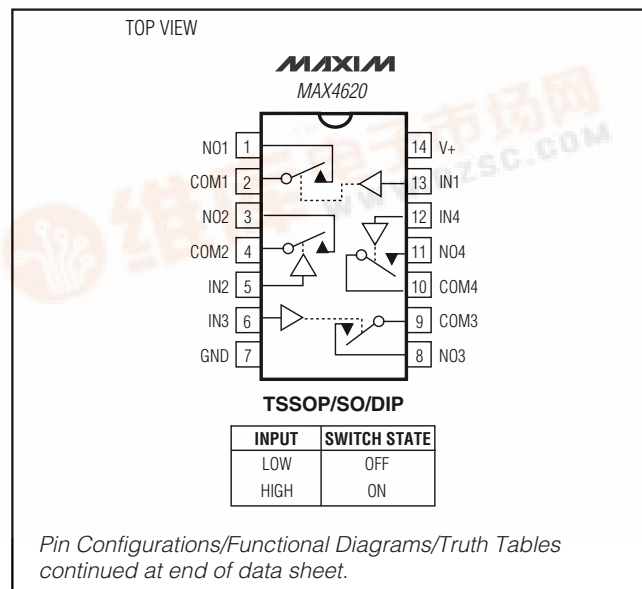 TOP VIEW
MAXIM
MAX4620
NO1 1 14 V+
COM1 2 13 IN1
NO2 3 12 IN4
COM2 4 11 NO4
IN2 5 10 COM4
IN3 6 9 COM3
GND 7 8 NO3
TSSOP/SO/DIP
INPUT SWITCH STATE
LOW OFF
HIGH ON
Pin Configurations/Functional Diagrams/Truth Tables
continued at end of data sheet.